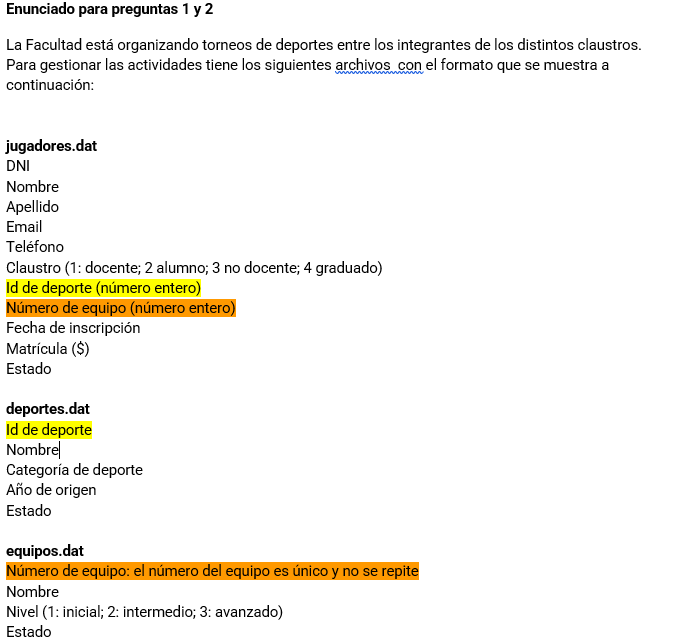 Enunciado para preguntas 1 y 2
La Facultad está organizando torneos de deportes entre los integrantes de los distintos claustros.
Para gestionar las actividades tiene los siguientes archivos con el formato que se muestra a
continuación:
jugadores.dat
DNI
Nombre
Apellido
Email
Teléfono
Claustro (1: docente; 2 alumno; 3 no docente; 4 graduado)
Id de deporte (número entero)
Número de equipo (número entero)
Fecha de inscripción
Matrícula ($)
Estado
deportes.dat
Id de deporte
Nombre
Categoría de deporte
Año de origen
Estado
equipos.dat
Número de equipo: el número del equipo es único y no se repite
Nombre
Nivel (1: inicial; 2: intermedio; 3: avanzado)
Estado